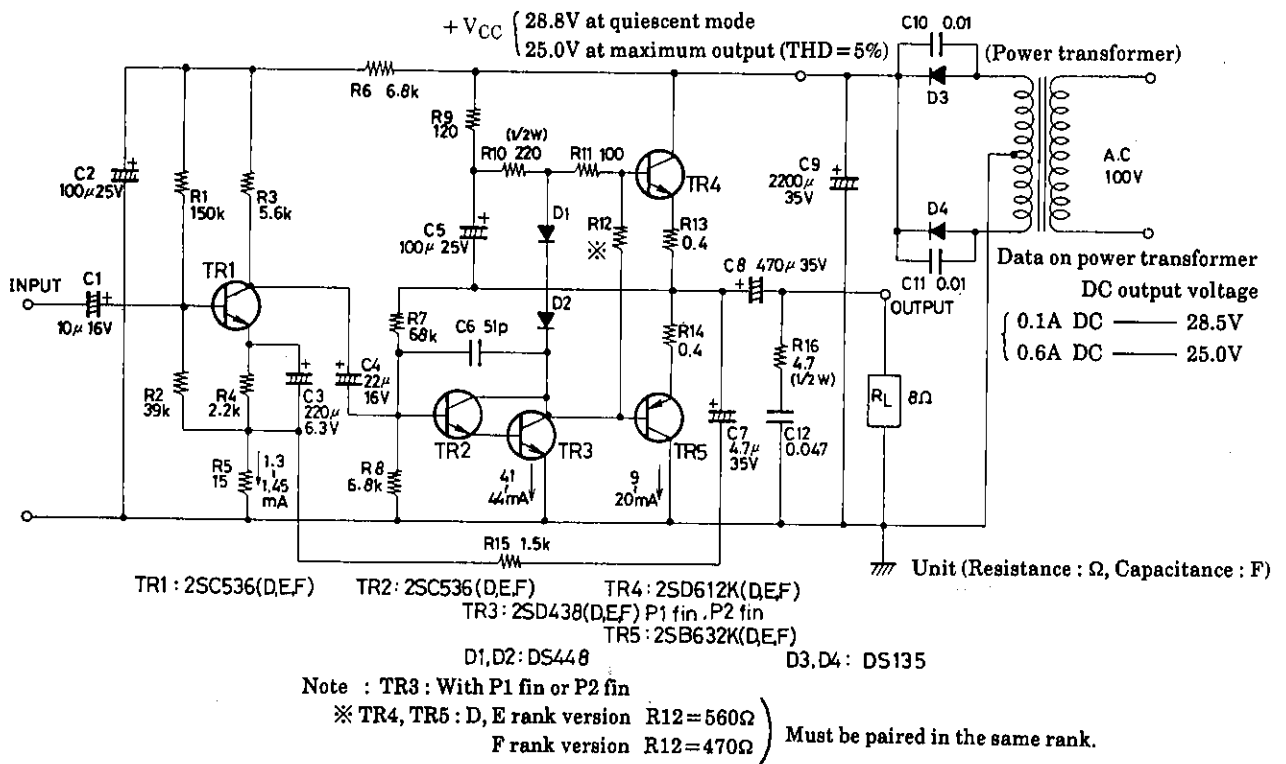 +VCC { 28.8V at quiescent mode
25.0V at maximum output (THD=5%)
C10 0.01
(Power transformer)
D3
R6 6.8k
R9
120
(1/2W)
R10 220
R11 100
TR4
C9
2200μ
35V
A.C
100V
C2
100μ25V
R1
150k
R3
5.6k
D1
R12
※
R13
0.4
D4
C5
100μ 25V
C8 470μ 35V
C11 0.01
Data on power transformer
DC output voltage
0.1A DC — 28.5V
0.6A DC — 25.0V
INPUT
C1
10μ 16V
TR1
D2
OUTPUT
R7
68k
C6 51p
R14
0.4
R16
4.7
(1/2W)
RL
8Ω
R2
39k
R4
2.2k
C3
220μ
6.3V
C4
22μ
16V
TR2
TR3
TR5
C7
4.7μ
35V
C12
0.047
R5
15
1.3
~
1.45
mA
R8
6.8k
41
~
44mA
9
~
20mA
R15 1.5k
Unit (Resistance : Ω, Capacitance : F)
TR1 : 2SC536(D,E,F) TR2 : 2SC536(D,E,F) TR4 : 2SD612K(D,E,F)
TR3 : 2SD438(D,E,F) P1 fin, P2 fin
TR5 : 2SB632K(D,E,F)
D1,D2 : DS448 D3,D4 : DS135
Note : TR3 : With P1 fin or P2 fin
※ TR4, TR5 : D, E rank version R12=560Ω
F rank version R12=470Ω ) Must be paired in the same rank.